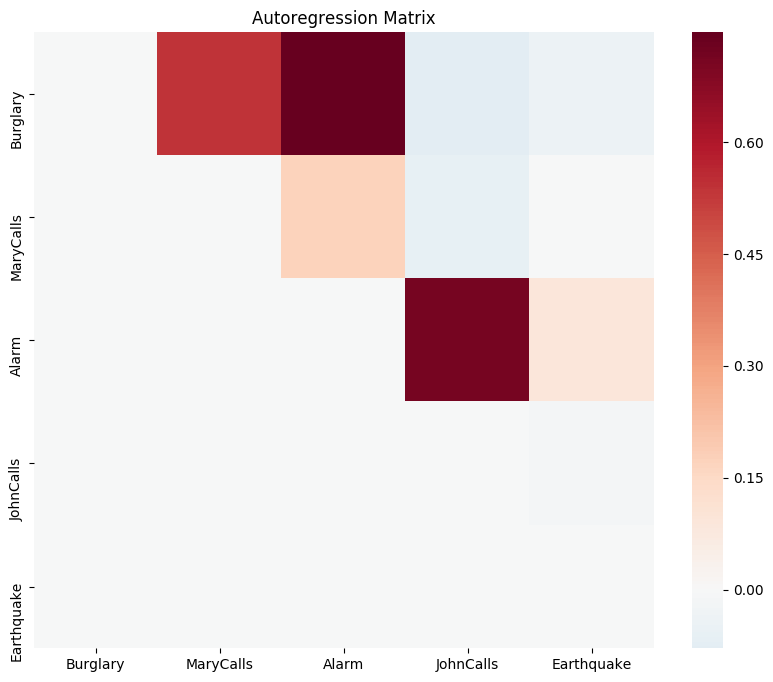 Autoregression Matrix
Burglary
MaryCalls
Alarm
JohnCalls
Earthquake
Burglary
MaryCalls
Alarm
JohnCalls
Earthquake
0.60
0.45
0.30
0.15
0.00